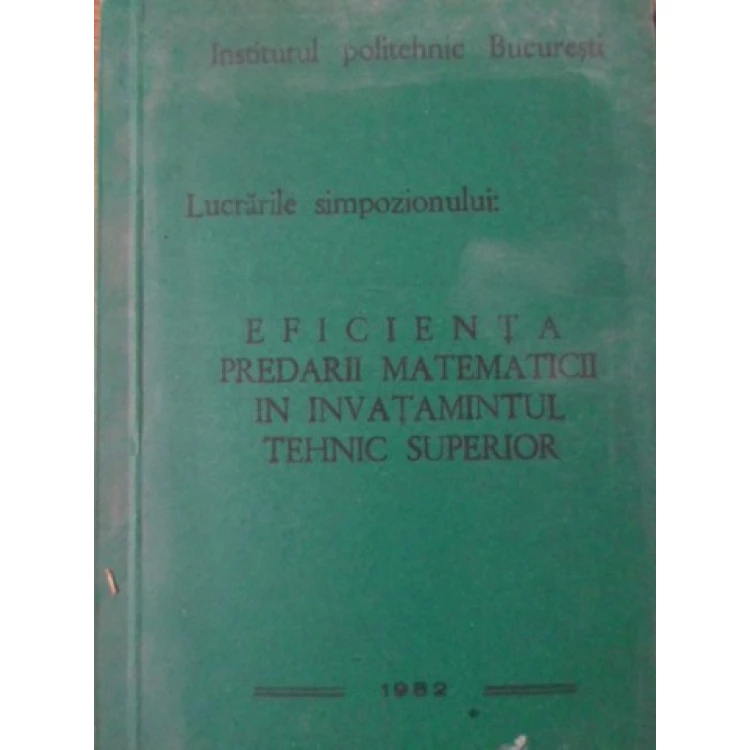 Institutul politehnic București
Lucrările simpozionului:
EFICIENȚA
PREDARII MATEMATICII
IN INVAȚAMINTUL
TEHNIC SUPERIOR
1982